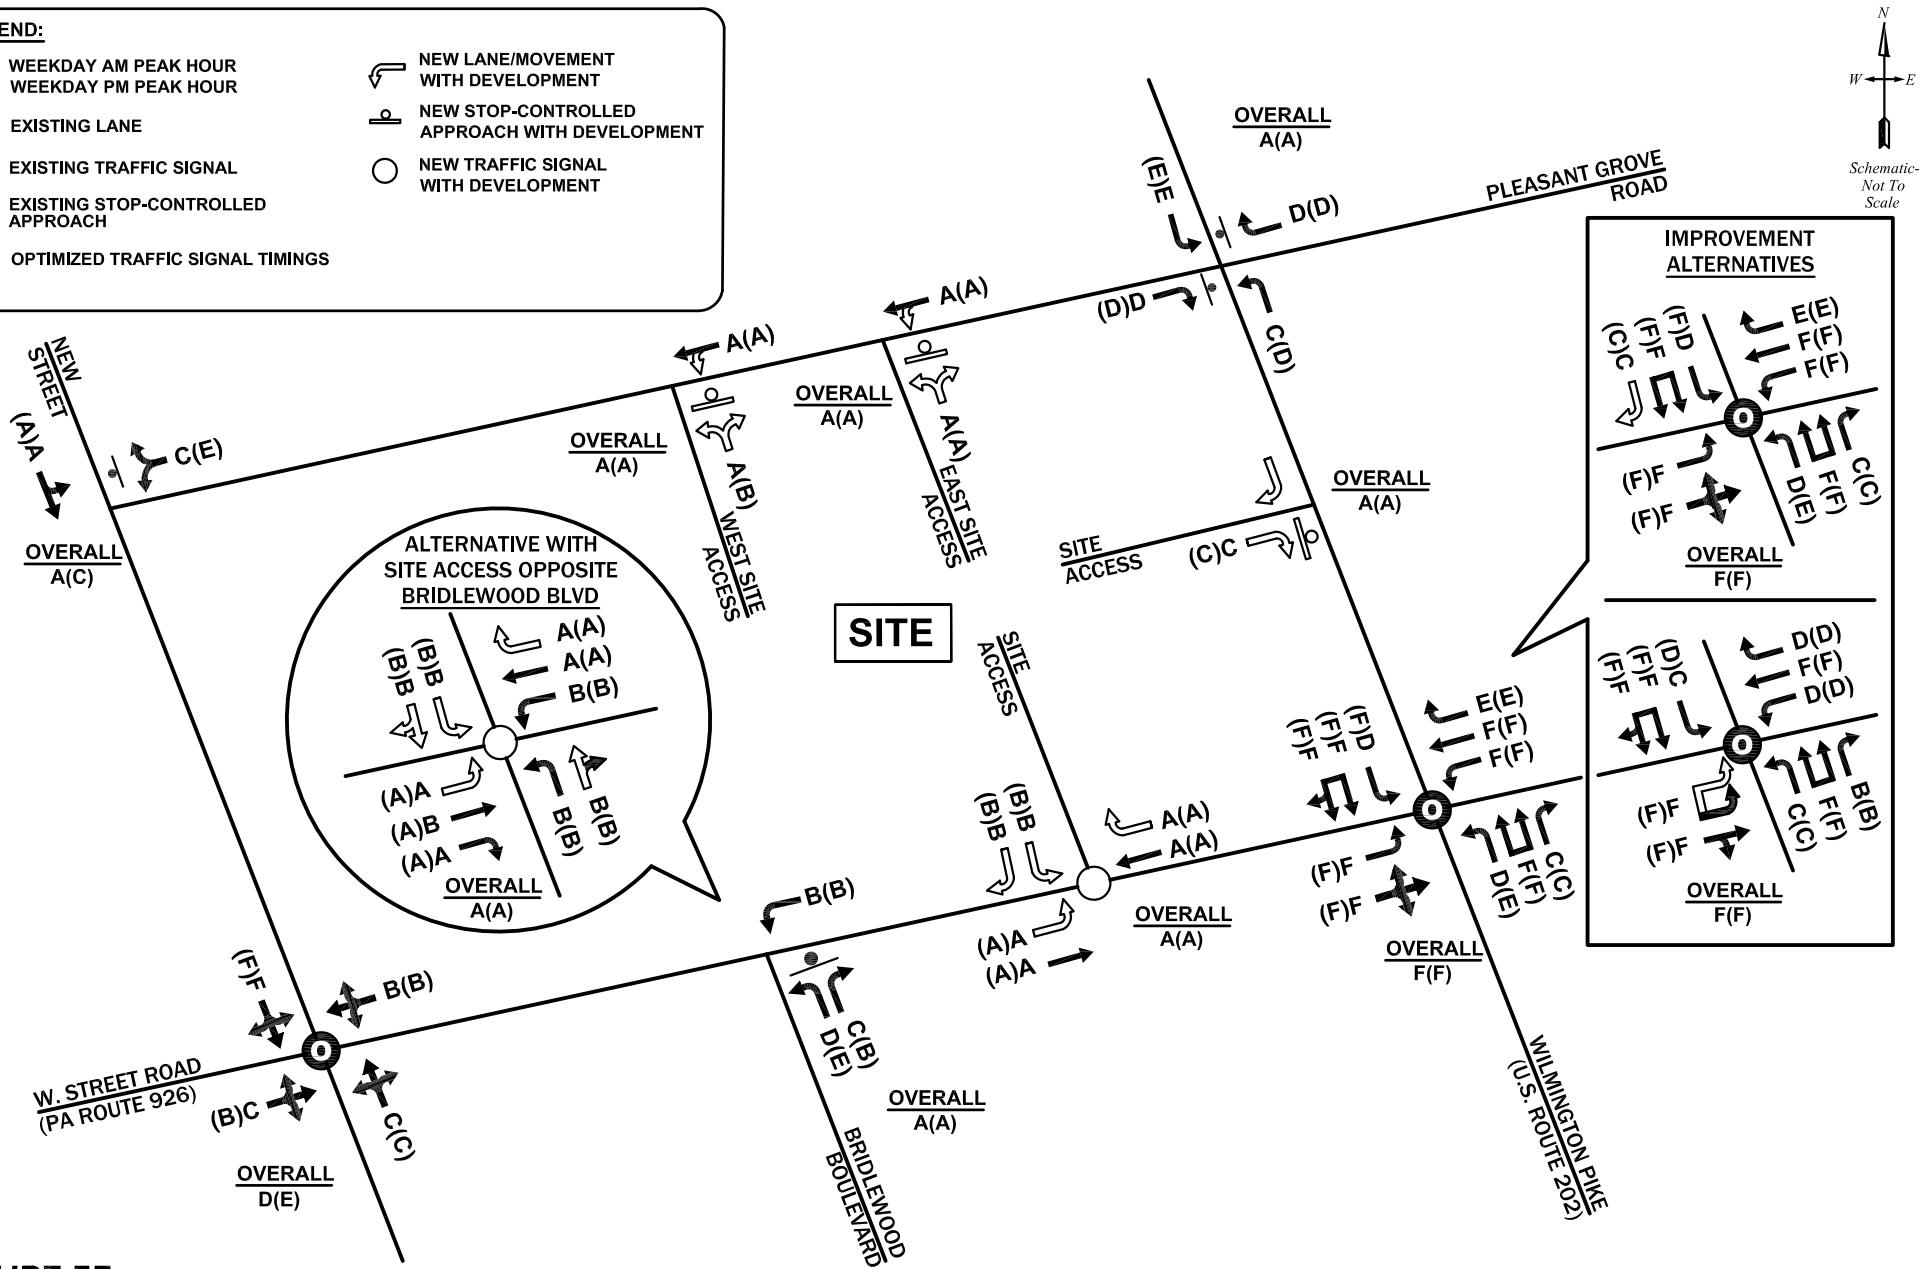 END:
WEEKDAY AM PEAK HOUR
WEEKDAY PM PEAK HOUR
EXISTING LANE
EXISTING TRAFFIC SIGNAL
EXISTING STOP-CONTROLLED
APPROACH
OPTIMIZED TRAFFIC SIGNAL TIMINGS
NEW LANE/MOVEMENT
WITH DEVELOPMENT
NEW STOP-CONTROLLED
APPROACH WITH DEVELOPMENT
NEW TRAFFIC SIGNAL
WITH DEVELOPMENT
N
W
E
Schematic-
Not To
Scale
OVERALL
A(A)
PLEASANT GROVE
ROAD
(E)E
D(D)
(D)D
C(D)
A(A)
A(A)
OVERALL
A(A)
A(A)
EAST SITE
ACCESS
OVERALL
A(A)
A(B)
WEST SITE
ACCESS
NEW
STREET
(A)A
C(E)
OVERALL
A(C)
ALTERNATIVE WITH
SITE ACCESS OPPOSITE
BRIDLEWOOD BLVD
(B)B
(B)B
A(A)
A(A)
B(B)
(A)A
(A)B
(A)A
B(B)
B(B)
OVERALL
A(A)
SITE
SITE
ACCESS
(C)C
OVERALL
A(A)
SITE
ACCESS
(B)B
(B)B
A(A)
A(A)
(A)A
(A)A
OVERALL
A(A)
(F)F
(F)F
(F)D
E(E)
F(F)
F(F)
(F)F
(F)F
D(E)
F(F)
C(C)
OVERALL
F(F)
WILMINGTON PIKE
(U.S. ROUTE 202)
IMPROVEMENT
ALTERNATIVES
(C)C
(F)F
(F)D
E(E)
F(F)
F(F)
(F)F
(F)F
D(E)
F(F)
C(C)
OVERALL
F(F)
(F)F
(F)F
(D)C
D(D)
F(F)
D(D)
(F)F
(F)F
C(C)
F(F)
B(B)
OVERALL
F(F)
B(B)
D(E)
C(B)
OVERALL
A(A)
BRIDLEWOOD
BOULEVARD
(F)F
B(B)
(B)C
C(C)
OVERALL
D(E)
W. STREET ROAD
(PA ROUTE 926)